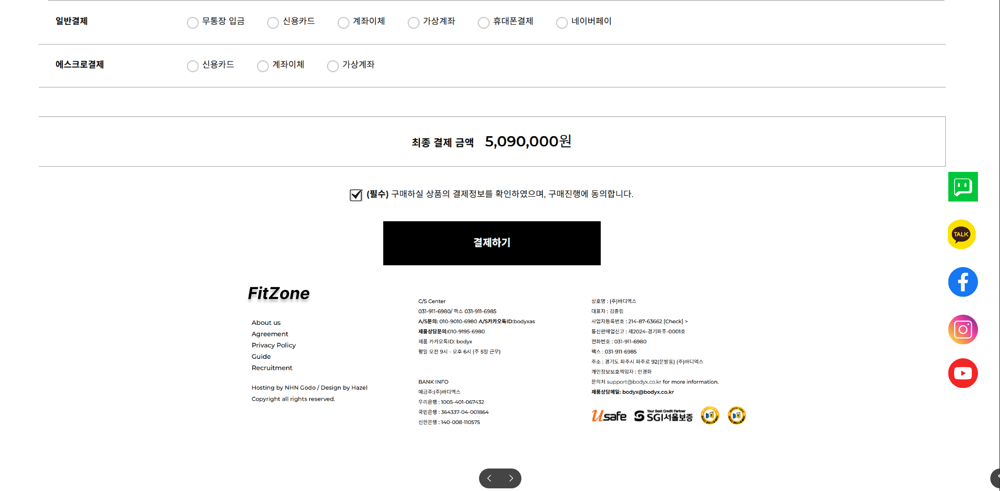 일반결제 무통장 입금 신용카드 계좌이체 가상계좌 휴대폰결제 네이버페이
에스크로결제 신용카드 계좌이체 가상계좌
최종 결제 금액 5,090,000원
(필수) 구매하실 상품의 결제정보를 확인하였으며, 구매진행에 동의합니다.
결제하기
TALK
FitZone
About us
Agreement
Privacy Policy
Guide
Recruitment
Hosting by NHN Godo / Design by Hazel
Copyright all rights reserved.
C/S Center
031-911-6980/ 팩스 031-911-6985
A/S문의: 010-9010-6980 A/S카카오톡ID:bodyxas
제품상담문의:010-9195-6980
제품 카카오톡ID: bodyx
평일 오전 9시 - 오후 6시 (주 5일 근무)
BANK INFO
예금주:(주)바디엑스
우리은행 : 1005-401-067432
국민은행 : 364337-04-001864
신한은행 : 140-008-110575
상호명 : (주)바디엑스
대표자 : 김충림
사업자등록번호 : 214-87-63662 [Check] >
통신판매업신고 : 제2024-경기파주-0001호
전화번호 : 031-911-6980
팩스 : 031-911-6985
주소 : 경기도 파주시 파주로 92(문발동) (주)바디엑스
개인정보보호책임자 : 인경화
문의처 support@bodyx.co.kr for more information.
제품상담메일: bodyx@bodyx.co.kr
Usafe
Your Best Credit Partner
SGI서울보증